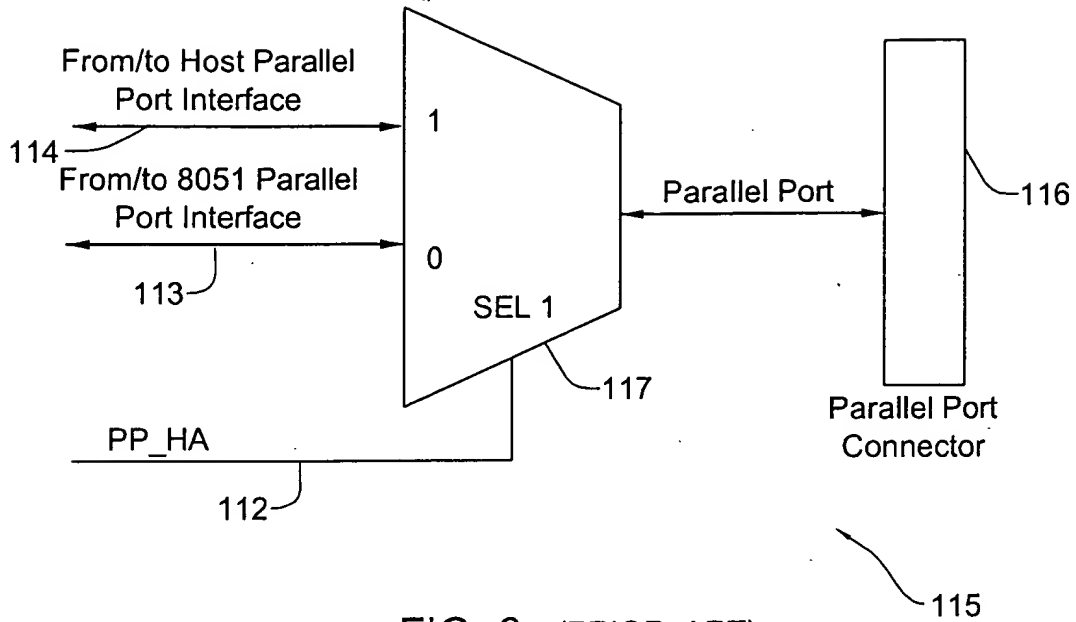 From/to Host Parallel
Port Interface
114
1
From/to 8051 Parallel
Port Interface
113
0
SEL 1
117
Parallel Port
116
Parallel Port
Connector
PP_HA
112
115